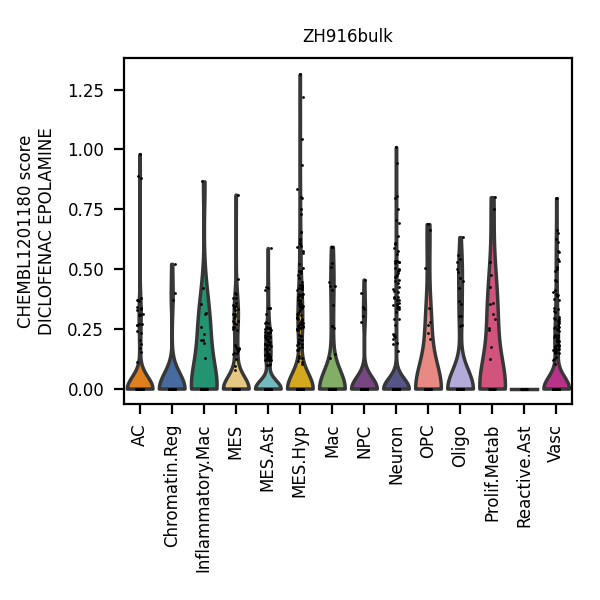 ZH916bulk
CHEMBL1201180 score
DICLOFENAC EPOLAMINE
1.25
1.00
0.75
0.50
0.25
0.00
AC
Chromatin.Reg
Inflammatory.Mac
MES
MES.Ast
MES.Hyp
Mac
NPC
Neuron
OPC
Oligo
Prolif.Metab
Reactive.Ast
Vasc